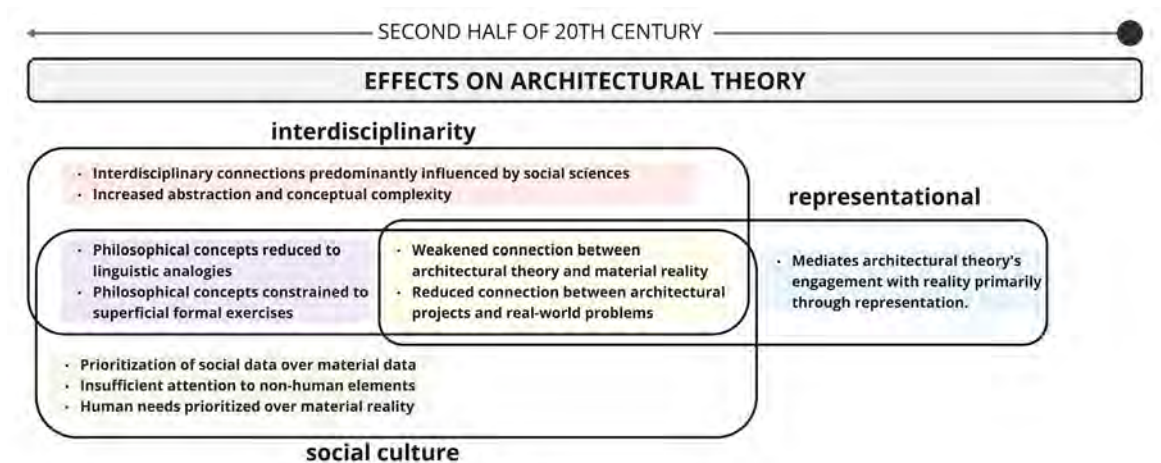 SECOND HALF OF 20TH CENTURY
EFFECTS ON ARCHITECTURAL THEORY
interdisciplinarity
· Interdisciplinary connections predominantly influenced by social sciences
· Increased abstraction and conceptual complexity
representational
· Philosophical concepts reduced to
linguistic analogies
· Philosophical concepts constrained to
superficial formal exercises
· Weakened connection between
architectural theory and material reality
· Reduced connection between architectural
projects and real-world problems
· Mediates architectural theory's
engagement with reality primarily
through representation.
· Prioritization of social data over material data
· Insufficient attention to non-human elements
· Human needs prioritized over material reality
social culture